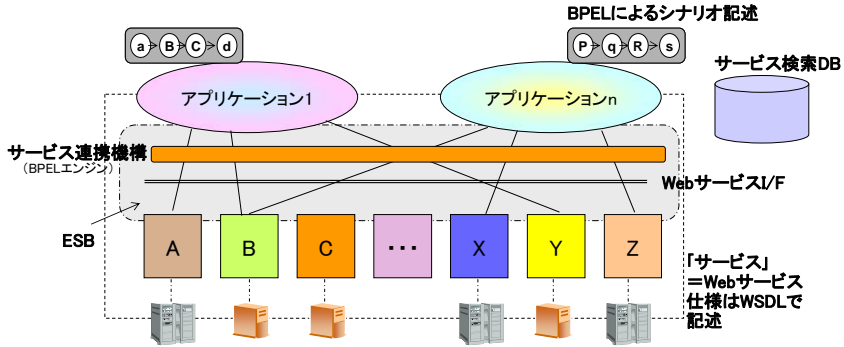 BPELによるシナリオ記述
a B C d
P q R s
サービス検索DB
アプリケーション1
アプリケーションn
サービス連携機構
(BPELエンジン)
WebサービスI/F
ESB
A
B
C
・・・
X
Y
Z
「サービス」
=Webサービス
仕様はWSDLで
記述